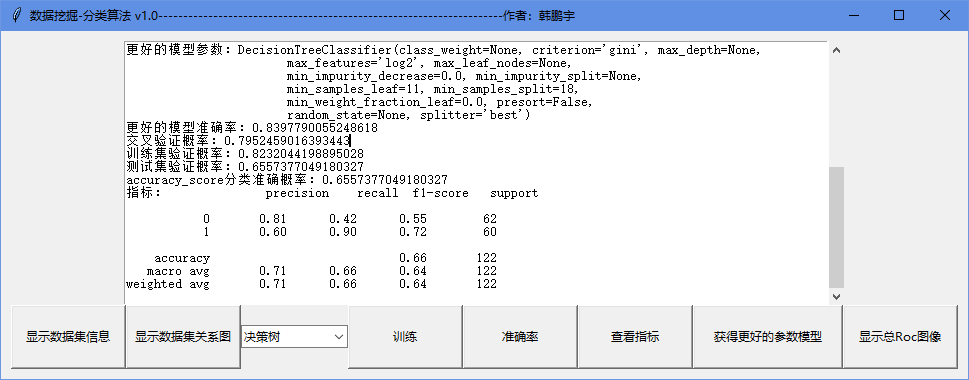 数据挖掘-分类算法 v1.0---------------------------------------------------------------------作者：韩鹏宇
更好的模型参数：DecisionTreeClassifier(class_weight=None, criterion='gini', max_depth=None,
max_features='log2', max_leaf_nodes=None,
min_impurity_decrease=0.0, min_impurity_split=None,
min_samples_leaf=11, min_samples_split=18,
min_weight_fraction_leaf=0.0, presort=False,
random_state=None, splitter='best')
更好的模型准确率：0.8397790055248618
交叉验证概率：0.7952459016393443
训练集验证概率：0.8232044198895028
测试集验证概率：0.6557377049180327
accuracy_score分类准确概率：0.6557377049180327
指标： precision recall f1-score support
0 0.81 0.42 0.55 62
1 0.60 0.90 0.72 60
accuracy 0.66 122
macro avg 0.71 0.66 0.64 122
weighted avg 0.71 0.66 0.64 122
显示数据集信息 显示数据集关系图 决策树 训练 准确率 查看指标 获得更好的参数模型 显示总Roc图像